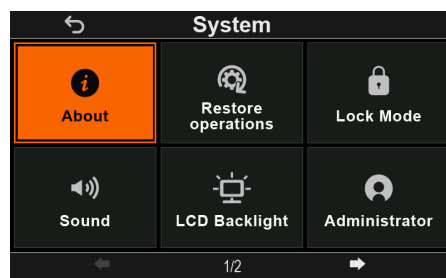 System
About
Restore
operations
Lock Mode
Sound
LCD Backlight
Administrator
1/2